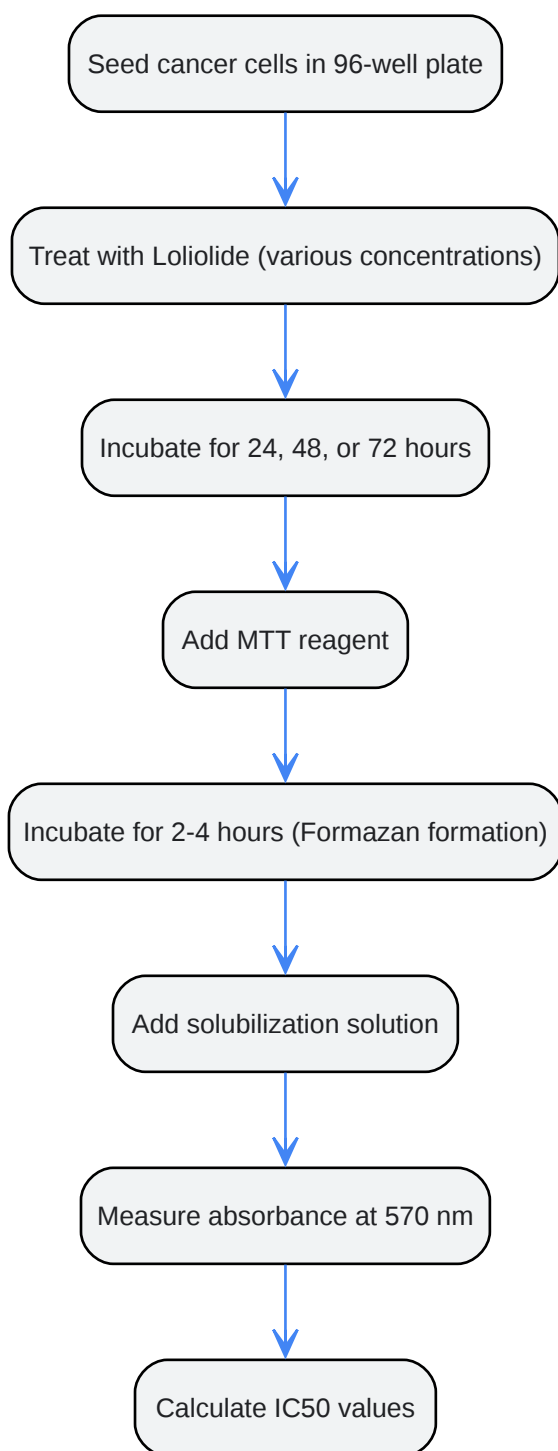 Seed cancer cells in 96-well plate
Treat with Loliolide (various concentrations)
Incubate for 24, 48, or 72 hours
Add MTT reagent
Incubate for 2-4 hours (Formazan formation)
Add solubilization solution
Measure absorbance at 570 nm
Calculate IC50 values